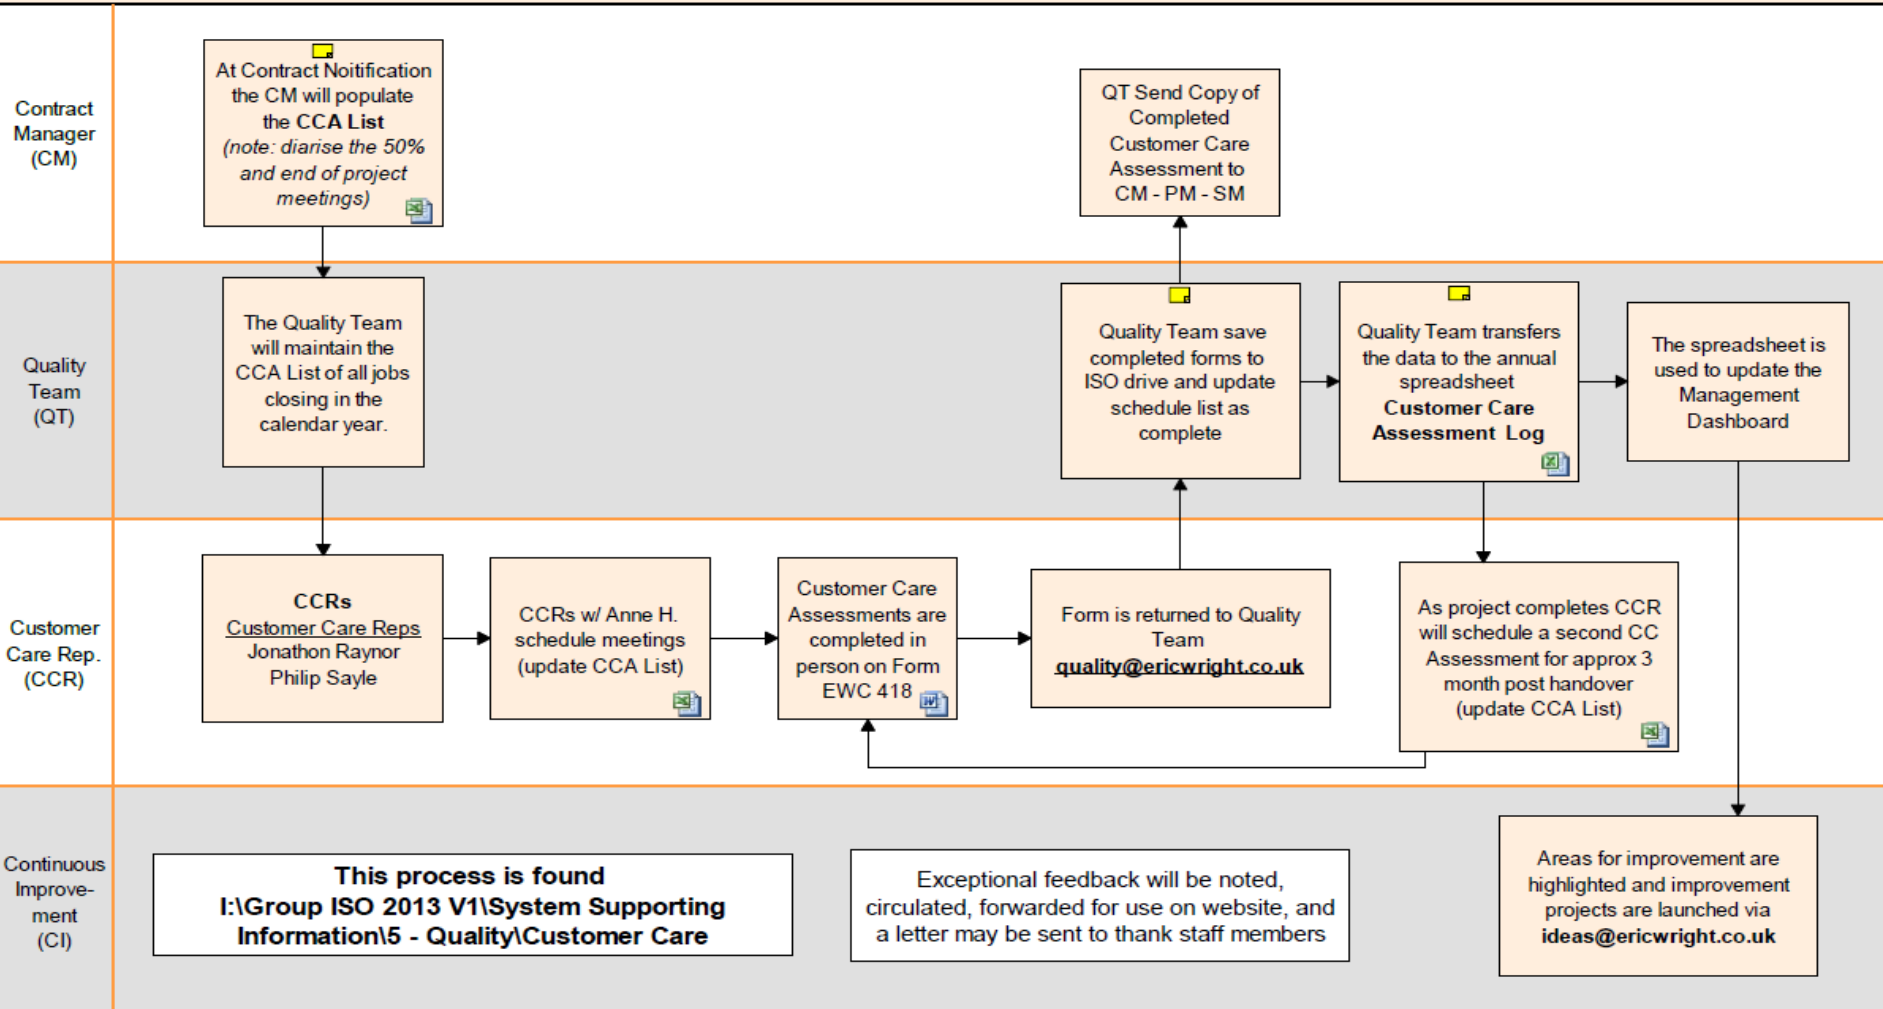 Contract
Manager
(CM)
At Contract Noitification
the CM will populate
the CCA List
(note: diarise the 50%
and end of project
meetings)
QT Send Copy of
Completed
Customer Care
Assessment to
CM - PM - SM
Quality
Team
(QT)
The Quality Team
will maintain the
CCA List of all jobs
closing in the
calendar year.
Quality Team save
completed forms to
ISO drive and update
schedule list as
complete
Quality Team transfers
the data to the annual
spreadsheet
Customer Care
Assessment Log
The spreadsheet is
used to update the
Management
Dashboard
Customer
Care Rep.
(CCR)
CCRs
Customer Care Reps
Jonathon Raynor
Philip Sayle
CCRs w/ Anne H.
schedule meetings
(update CCA List)
Customer Care
Assessments are
completed in
person on Form
EWC 418
Form is returned to Quality
Team
quality@ericwright.co.uk
As project completes CCR
will schedule a second CC
Assessment for approx 3
month post handover
(update CCA List)
Continuous
Improve-
ment
(CI)
This process is found
I:\Group ISO 2013 V1\System Supporting
Information\5 - Quality\Customer Care
Exceptional feedback will be noted,
circulated, forwarded for use on website, and
a letter may be sent to thank staff members
Areas for improvement are
highlighted and improvement
projects are launched via
ideas@ericwright.co.uk